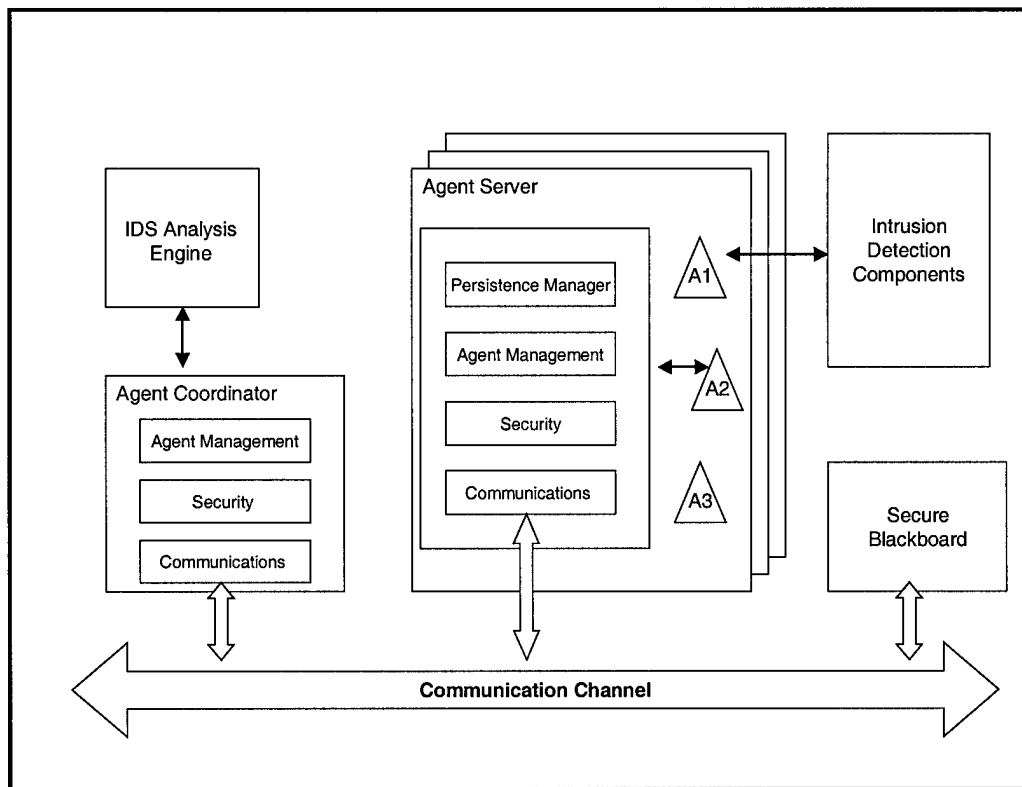 IDS Analysis
Engine
Agent Coordinator
Agent Management
Security
Communications
Agent Server
Persistence Manager
Agent Management
Security
Communications
A1
A2
A3
Intrusion
Detection
Components
Secure
Blackboard
Communication Channel